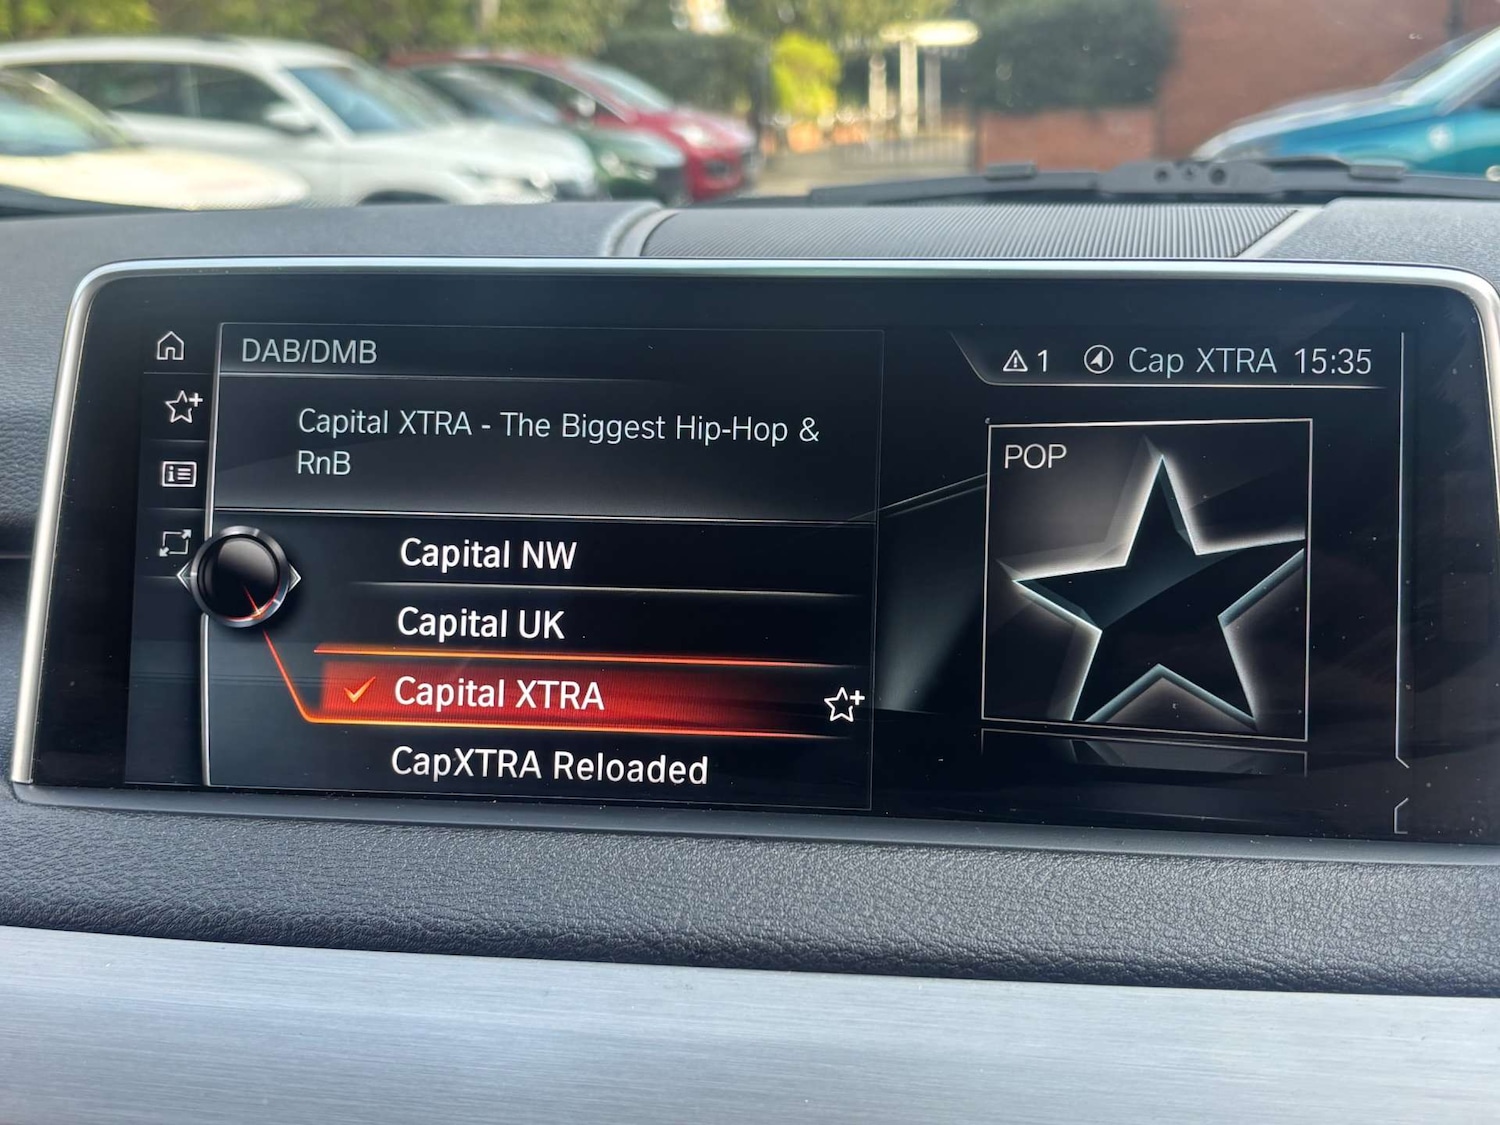 DAB/DMB
1 Cap XTRA 15:35
Capital XTRA - The Biggest Hip-Hop &
RnB
POP
Capital NW
Capital UK
Capital XTRA
CapXTRA Reloaded